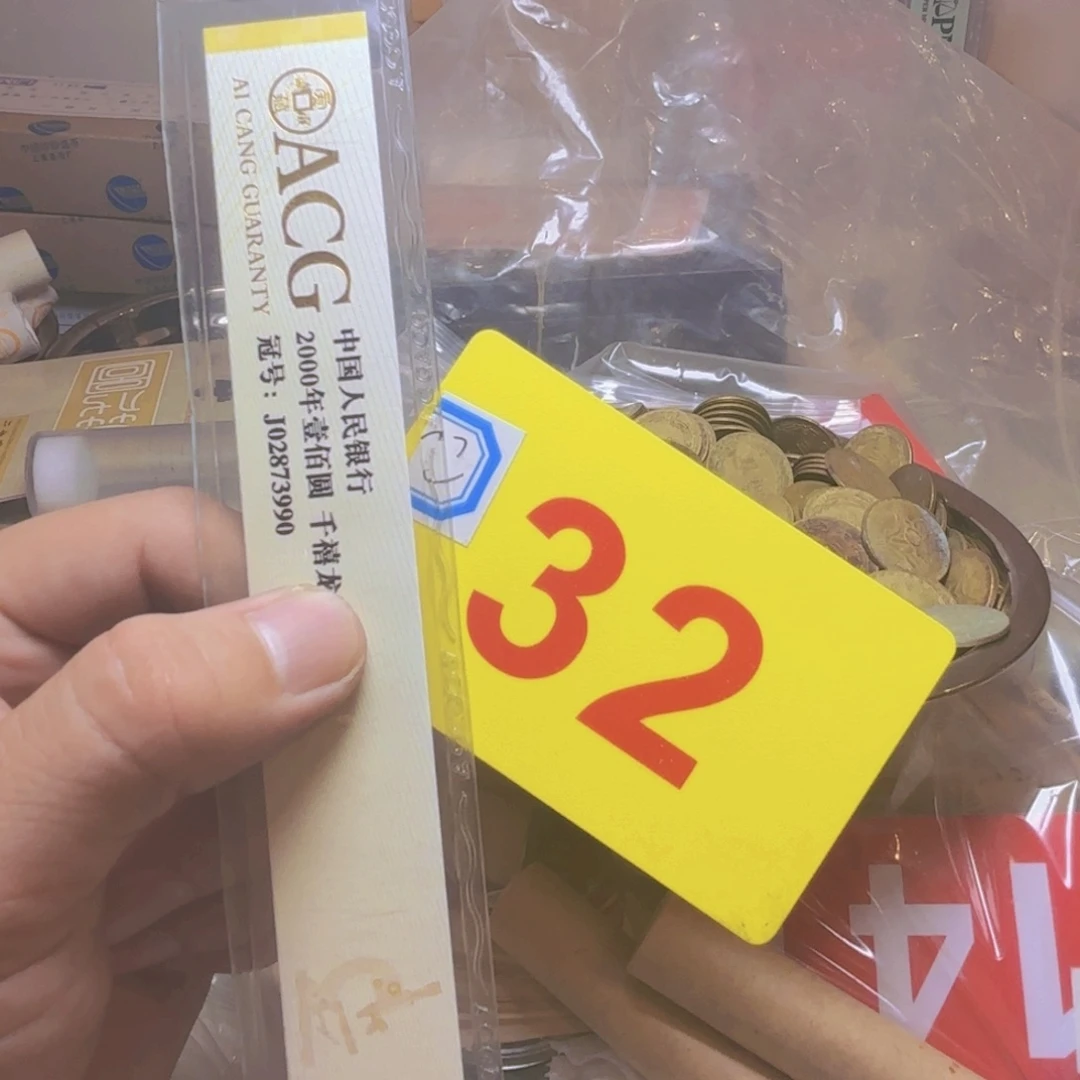 ACG
AI CANG GUARANTY
中国人民银行
2000年壹佰圆 千禧龙
冠号：J02873990
32
14